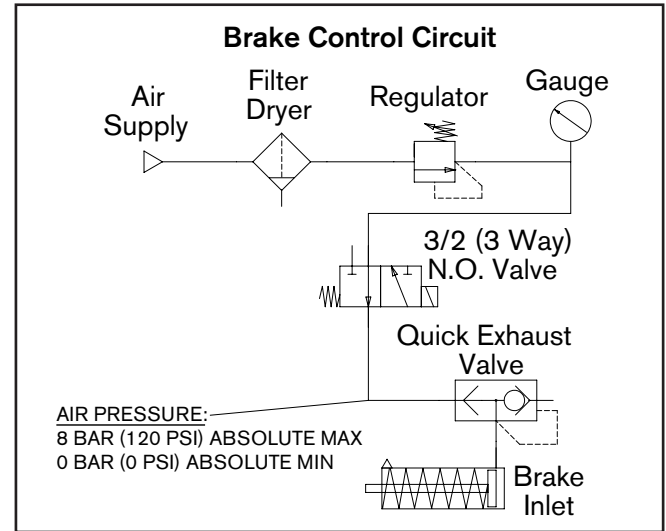 Brake Control Circuit
Air
Supply
Filter
Dryer
Regulator
Gauge
3/2 (3 Way)
N.O. Valve
Quick Exhaust
Valve
AIR PRESSURE:
8 BAR (120 PSI) ABSOLUTE MAX
0 BAR (0 PSI) ABSOLUTE MIN
Brake
Inlet